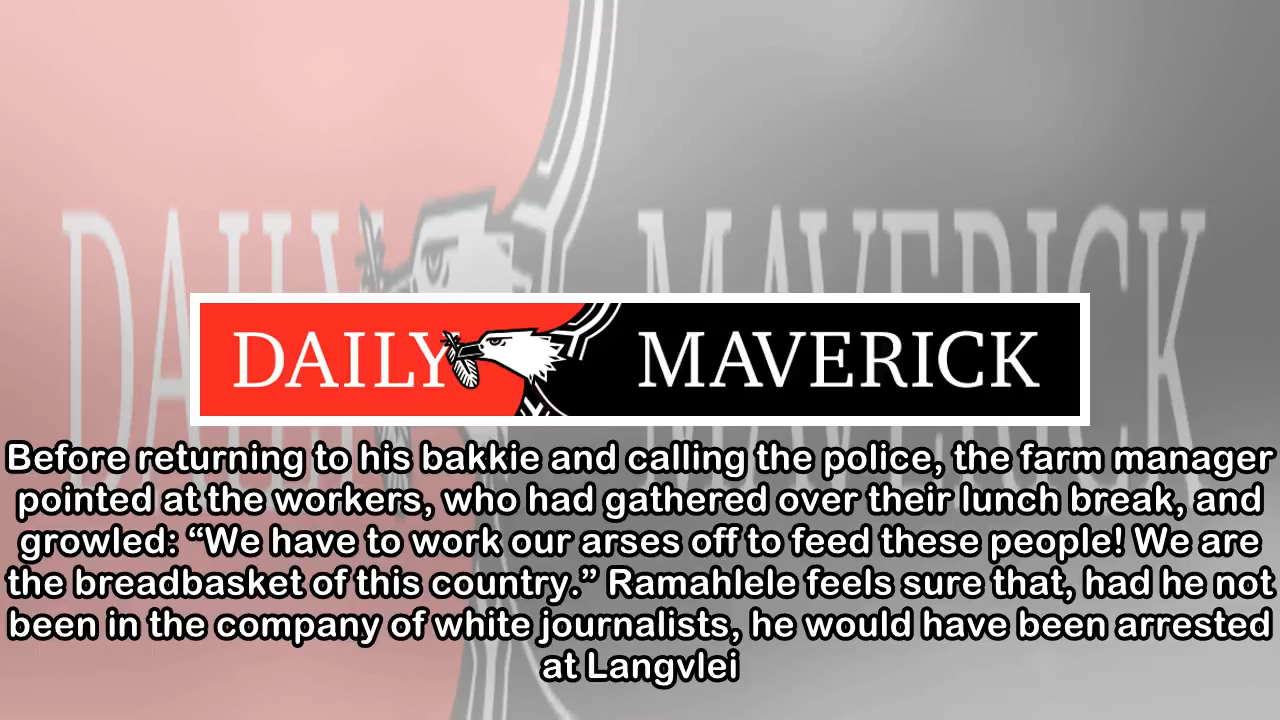 DAILY MAVERICK
DAILY MAVERICK
Before returning to his bakkie and calling the police, the farm manager
pointed at the workers, who had gathered over their lunch break, and
growled: “We have to work our arses off to feed these people! We are
the breadbasket of this country.” Ramahlele feels sure that, had he not
been in the company of white journalists, he would have been arrested
at Langvlei